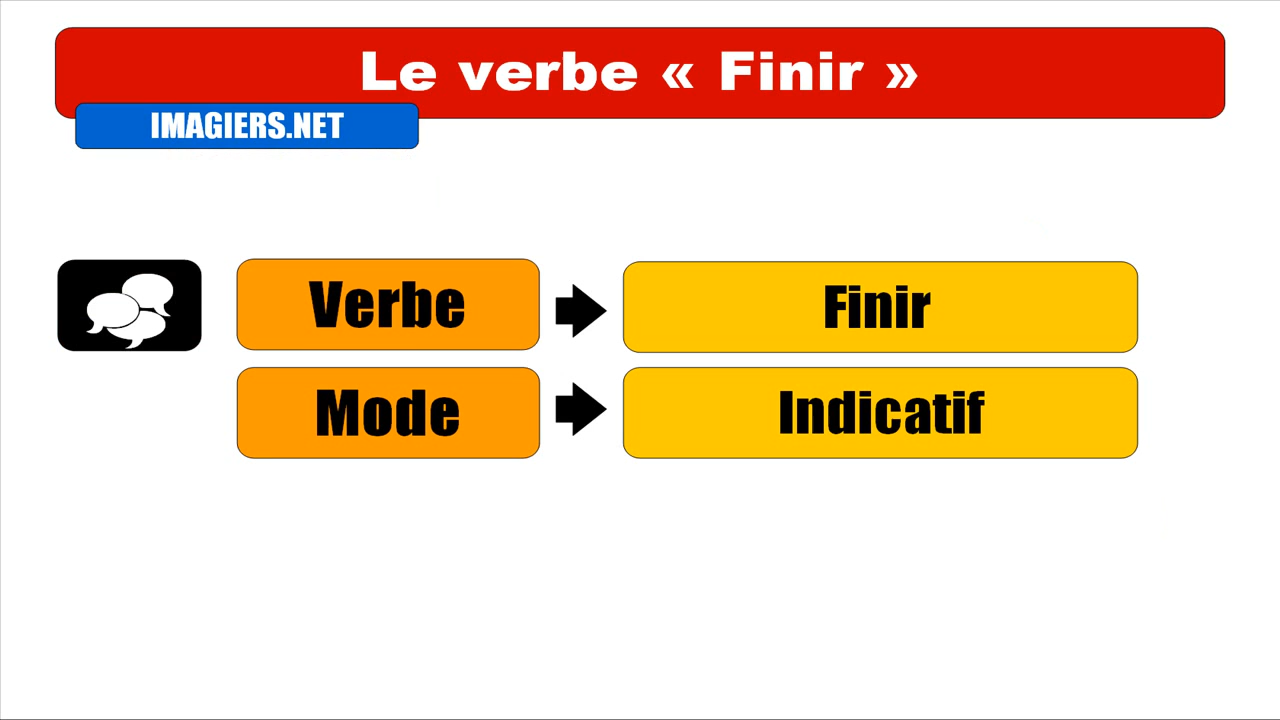 Le verbe « Finir »
IMAGIERS.NET
Verbe Finir
Mode Indicatif